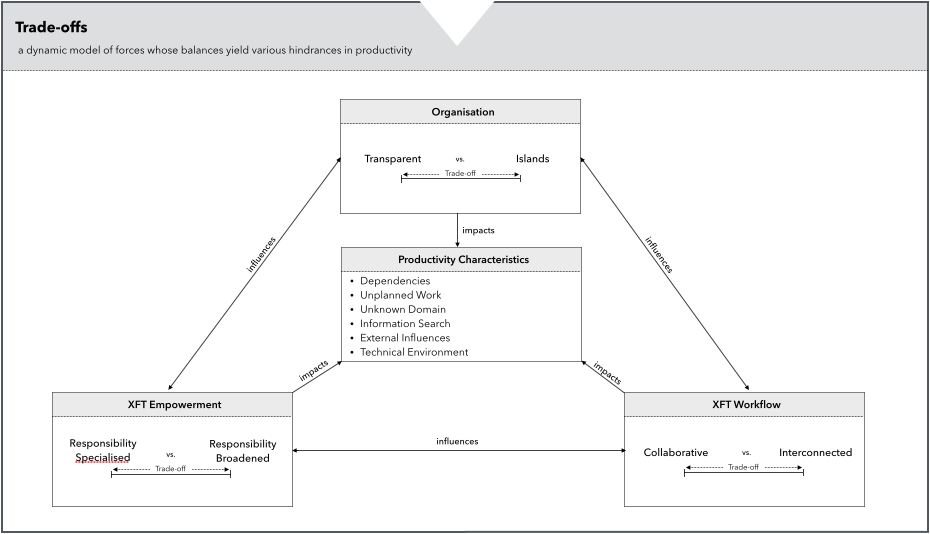 Trade-offs
a dynamic model of forces whose balances yield various hindrances in productivity
Organisation
Transparent vs. Islands
Trade-off
influences
influences
impacts
Productivity Characteristics
• Dependencies
• Unplanned Work
• Unknown Domain
• Information Search
• External Influences
• Technical Environment
impacts
impacts
XFT Empowerment
Responsibility
Specialised
vs.
Responsibility
Broadened
Trade-off
influences
XFT Workflow
Collaborative vs. Interconnected
Trade-off